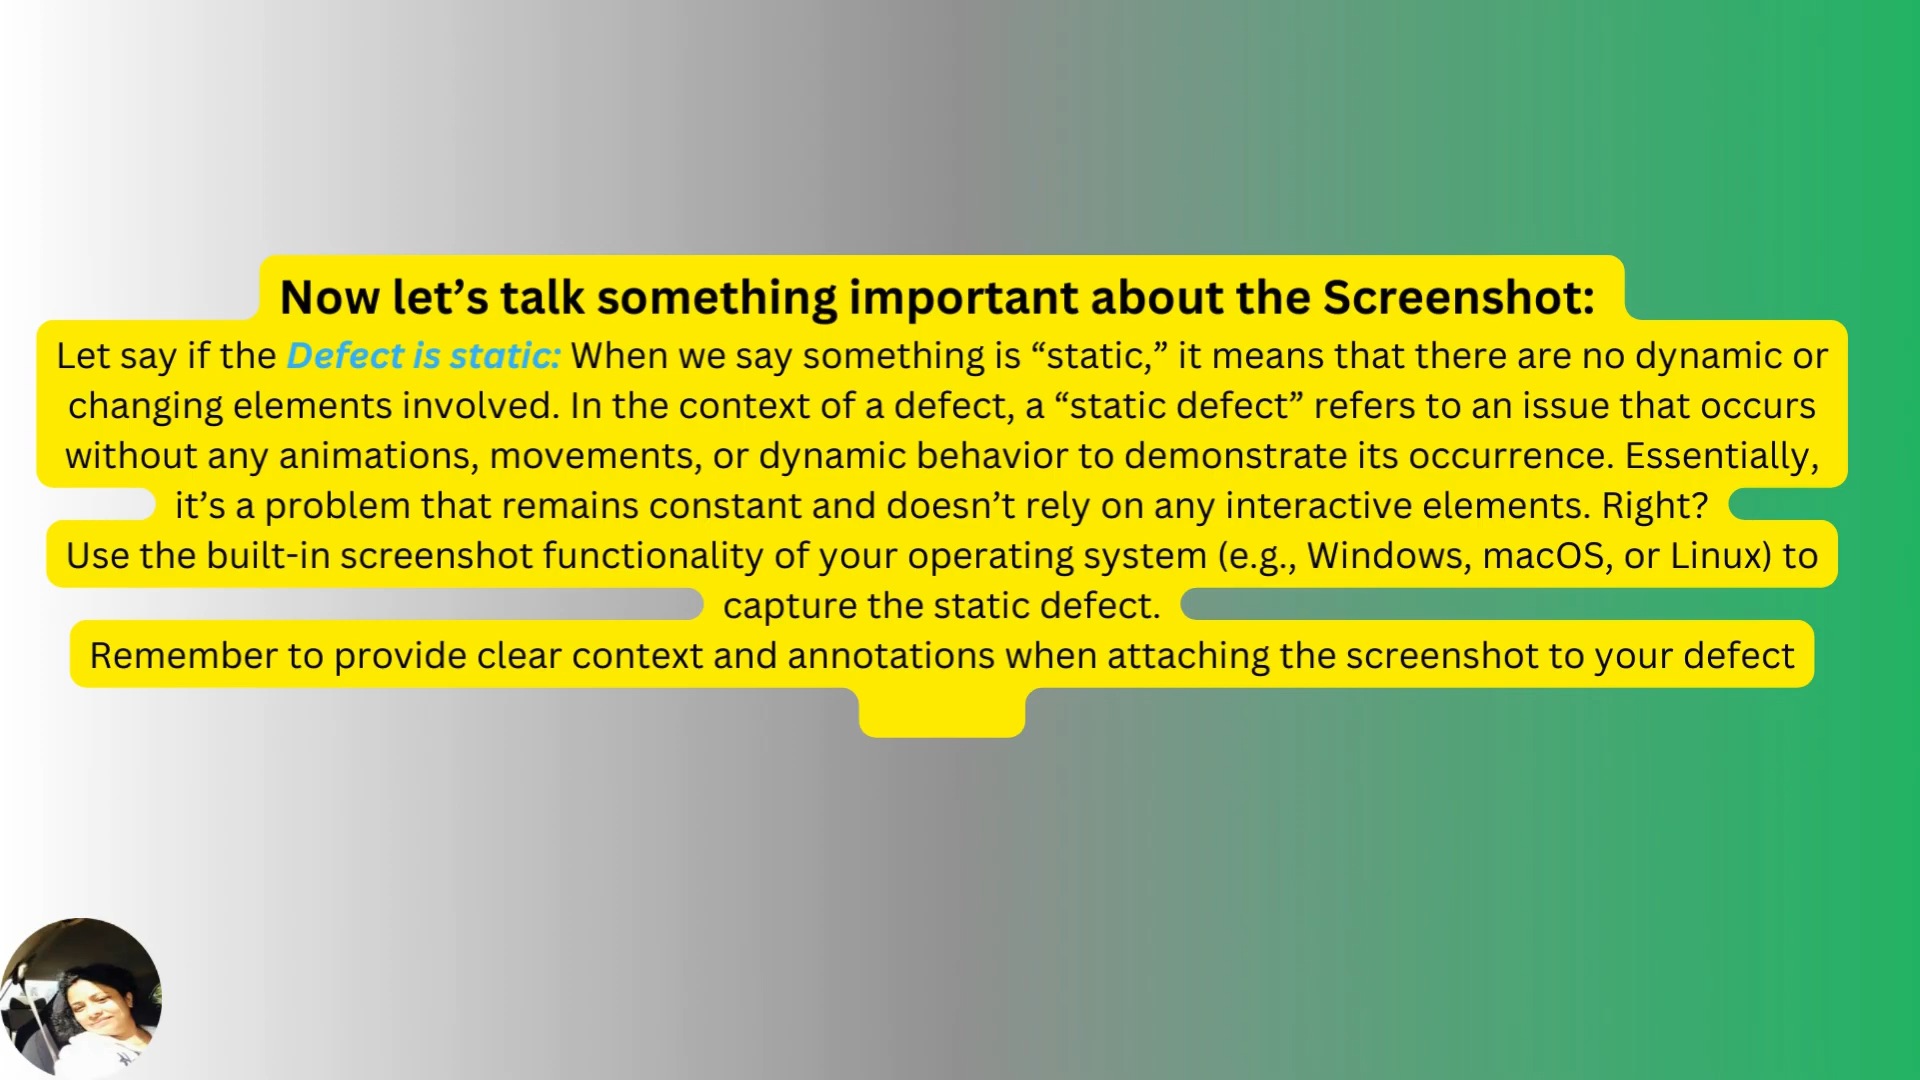 Now let’s talk something important about the Screenshot:
Let say if the Defect is static: When we say something is “static,” it means that there are no dynamic or
changing elements involved. In the context of a defect, a “static defect” refers to an issue that occurs
without any animations, movements, or dynamic behavior to demonstrate its occurrence. Essentially,
it’s a problem that remains constant and doesn’t rely on any interactive elements. Right?
Use the built-in screenshot functionality of your operating system (e.g., Windows, macOS, or Linux) to
capture the static defect.
Remember to provide clear context and annotations when attaching the screenshot to your defect